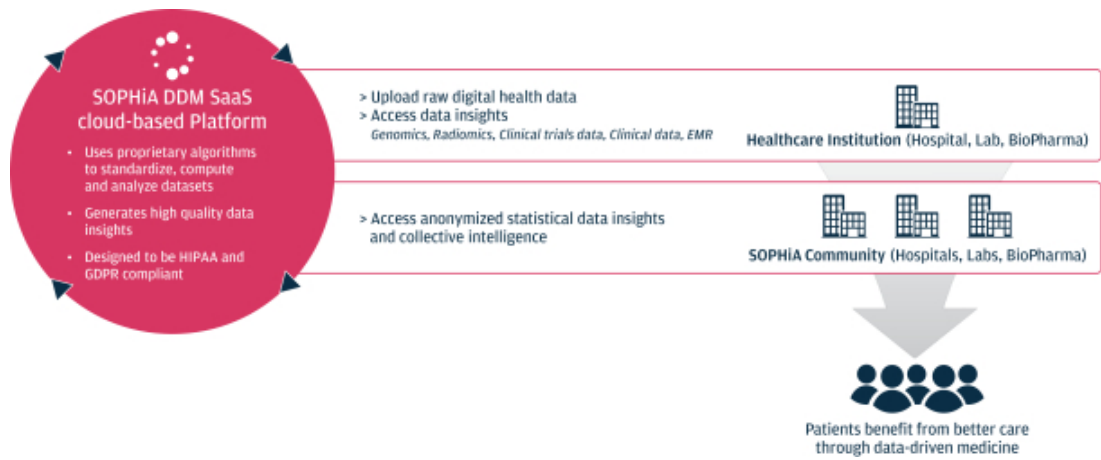 SOPHiA DDM SaaS
cloud-based Platform
• Uses proprietary algorithms
to standardize, compute
and analyze datasets
• Generates high quality data
insights
• Designed to be HIPAA and
GDPR compliant
> Upload raw digital health data
> Access data insights
Genomics, Radiomics, Clinical trials data, Clinical data, EMR
Healthcare Institution (Hospital, Lab, BioPharma)
> Access anonymized statistical data insights
and collective intelligence
SOPHiA Community (Hospitals, Labs, BioPharma)
Patients benefit from better care
through data-driven medicine